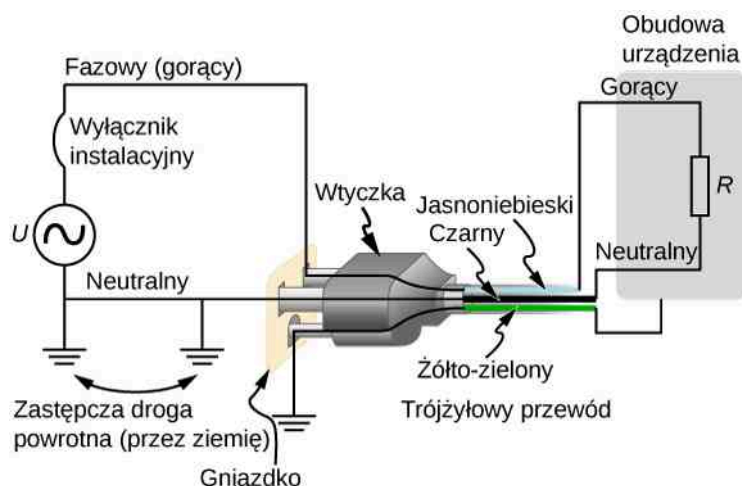 Obudowa
urządzenia
Fazowy (gorący)
Gorący
Wyłącznik
instalacyjny
Wtyczka
Jasnoniebieski
Czarny
R
U
Neutralny
Neutralny
Żółto-zielony
Zastępcza droga
powrotna (przez ziemię)
Trójżyłowy przewód
Gniazdko